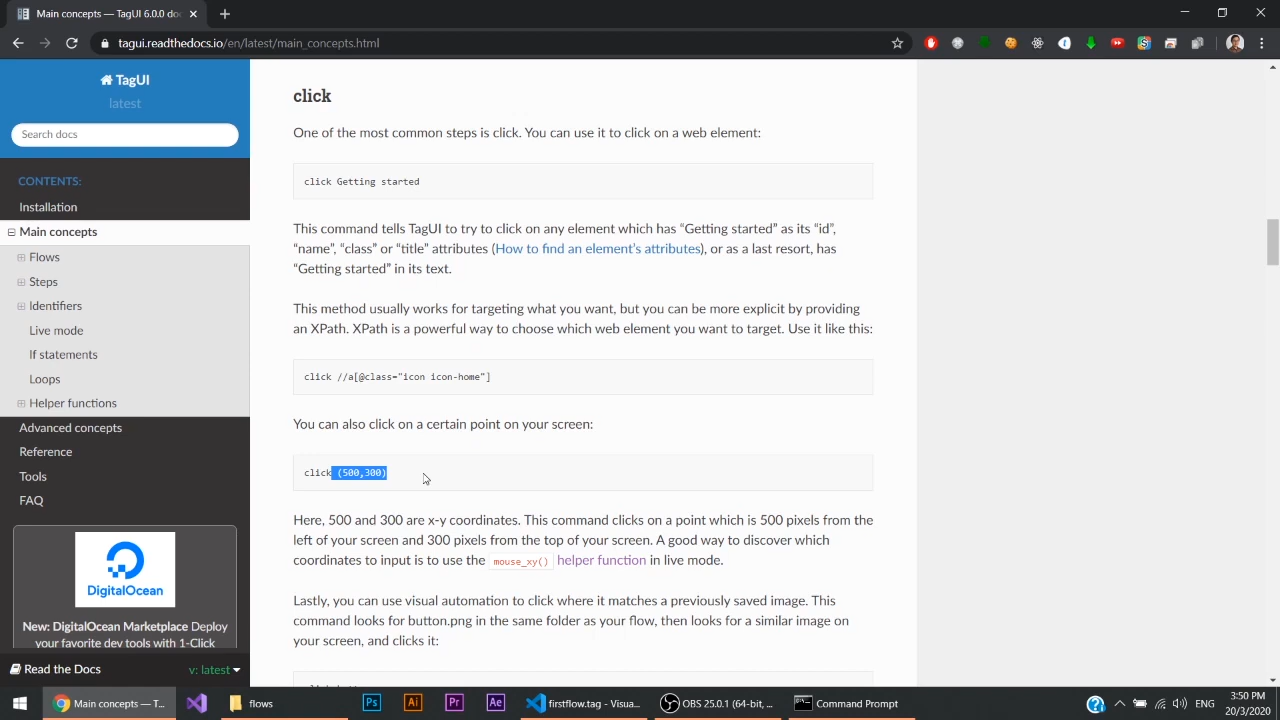 Main concepts — TagUI 6.0.0 do
tagui.readthedocs.io/en/latest/main_concepts.html
TagUI
latest
Search docs
CONTENTS:
Installation
Main concepts
Flows
Steps
Identifiers
Live mode
If statements
Loops
Helper functions
Advanced concepts
Reference
Tools
FAQ
DigitalOcean
New: DigitalOcean Marketplace Deploy
your favorite dev tools with 1-Click
Read the Docs
v: latest
click
One of the most common steps is click. You can use it to click on a web element:
click Getting started
This command tells TagUI to try to click on any element which has “Getting started” as its “id”,
“name”, “class” or “title” attributes (How to find an element’s attributes), or as a last resort, has
“Getting started” in its text.
This method usually works for targeting what you want, but you can be more explicit by providing
an XPath. XPath is a powerful way to choose which web element you want to target. Use it like this:
click //a[@class="icon icon-home"]
You can also click on a certain point on your screen:
click (500,300)
Here, 500 and 300 are x-y coordinates. This command clicks on a point which is 500 pixels from the
left of your screen and 300 pixels from the top of your screen. A good way to discover which
coordinates to input is to use the mouse_xy() helper function in live mode.
Lastly, you can use visual automation to click where it matches a previously saved image. This
command looks for button.png in the same folder as your flow, then looks for a similar image on
your screen, and clicks it:
Main concepts — T...
flows
Ps
Ai
Pr
Ae
firstflow.tag - Visua...
OBS 25.0.1 (64-bit, ...
Command Prompt
ENG
3:50 PM
20/3/2020